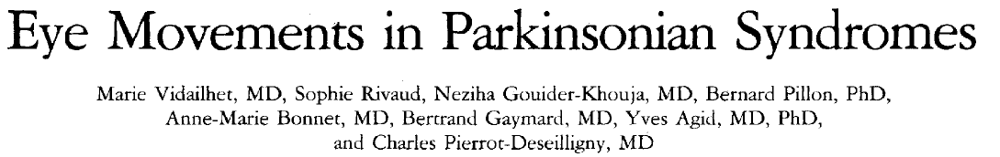 Eye Movements in Parkinsonian Syndromes
Marie Vidailhet, MD, Sophie Rivaud, Neziha Gouider-Khouja, MD, Bernard Pillon, PhD,
Anne-Marie Bonnet, MD, Bertrand Gaymard, MD, Yves Agid, MD, PhD,
and Charles Pierrot-Deseilligny, MD